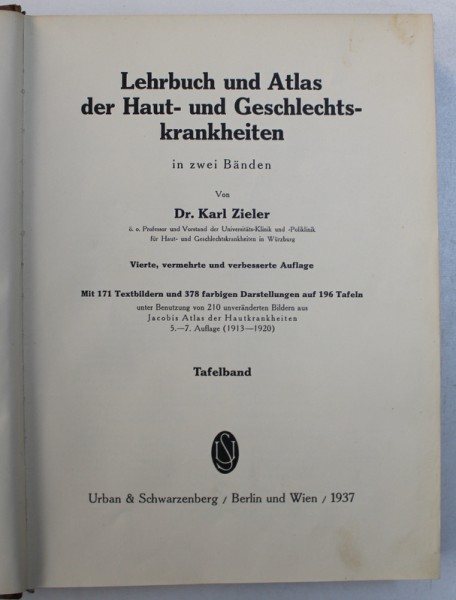 Lehrbuch und Atlas
der Haut- und Geschlechts-
krankheiten
in zwei Bänden
Von
Dr. Karl Zieler
ö. o. Professor und Vorstand der Universitäts-Klinik und -Poliklinik
für Haut- und Geschlechtskrankheiten in Würzburg
Vierte, vermehrte und verbesserte Auflage
Mit 171 Textbildern und 378 farbigen Darstellungen auf 196 Tafeln
unter Benutzung von 210 unveränderten Bildern aus
Jacobis Atlas der Hautkrankheiten
5.—7. Auflage (1913—1920)
Tafelband
US
Urban & Schwarzenberg / Berlin und Wien / 1937